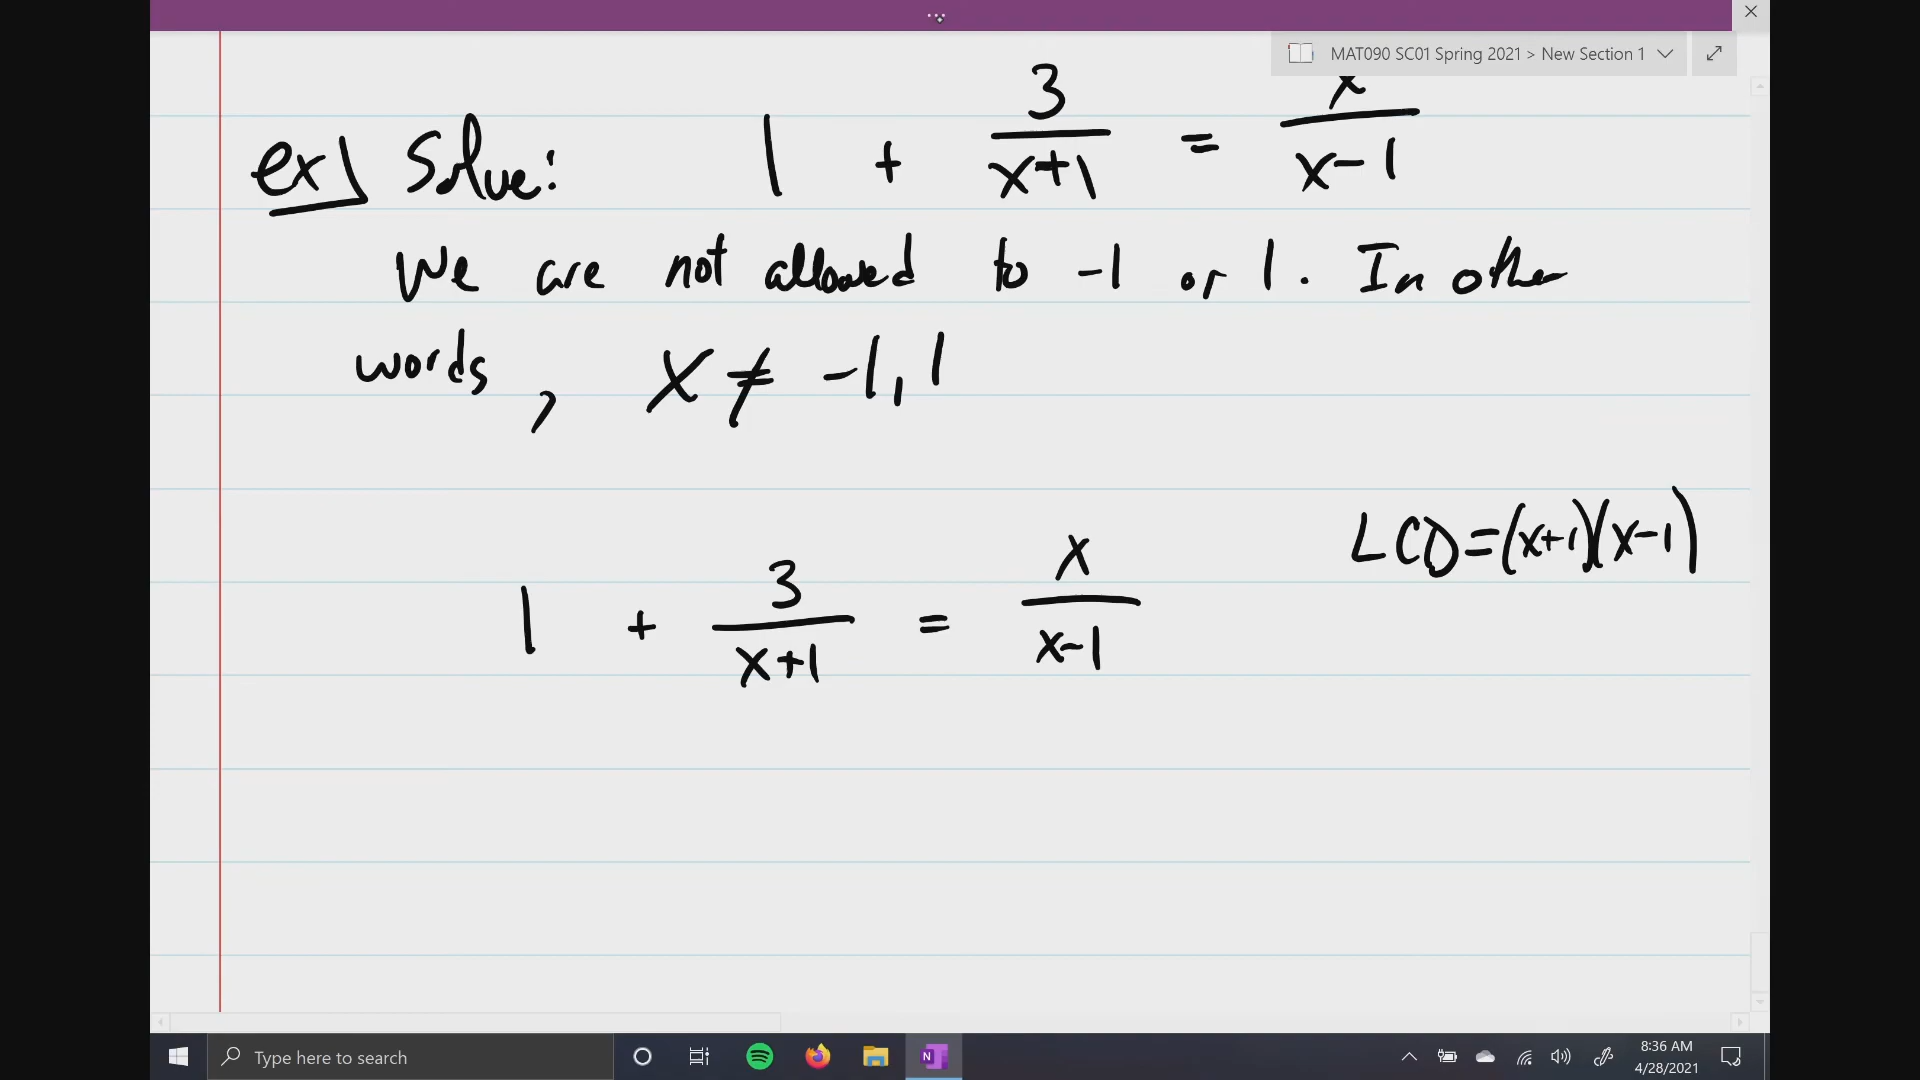 MAT090 SC01 Spring 2021 > New Section 1
ex) Solve: 1 + 3/(x+1) = x/(x-1)
We are not allowed to -1 or 1. In other
words, x ≠ -1, 1
LCD=(x+1)(x-1)
1 + 3/(x+1) = x/(x-1)
Type here to search
8:36 AM
4/28/2021